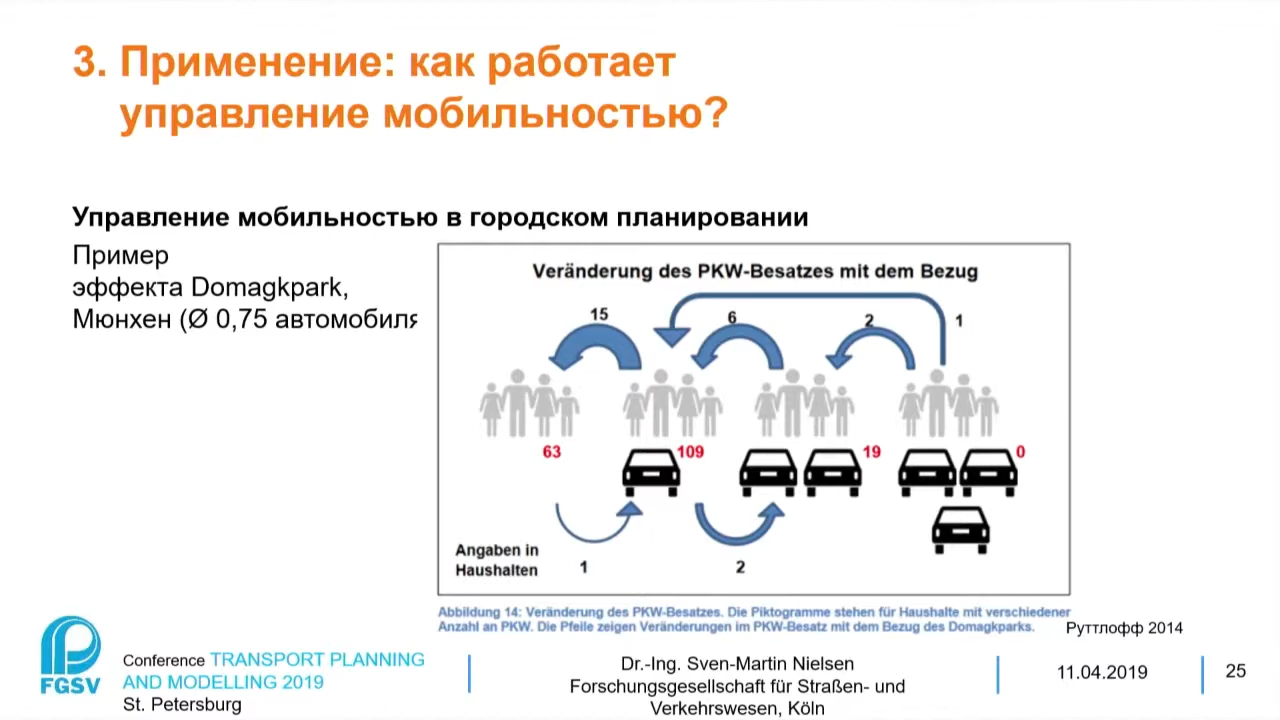 3. Применение: как работает
управление мобильностью?
Управление мобильностью в городском планировании
Пример
эффекта Domagkpark,
Мюнхен (Ø 0,75 автомобиля
Veränderung des PKW-Besatzes mit dem Bezug
15
6
2
1
63
109
19
0
Angaben in
Haushalten
1
2
Abbildung 14: Veränderung des PKW-Besatzes. Die Piktogramme stehen für Haushalte mit verschiedener
Anzahl an PKW. Die Pfeile zeigen Veränderungen im PKW-Besatz mit dem Bezug des Domagkparks.
Руттлофф 2014
FGSV
Conference TRANSPORT PLANNING
AND MODELLING 2019
St. Petersburg
Dr.-Ing. Sven-Martin Nielsen
Forschungsgesellschaft für Straßen- und
Verkehrswesen, Köln
11.04.2019
25